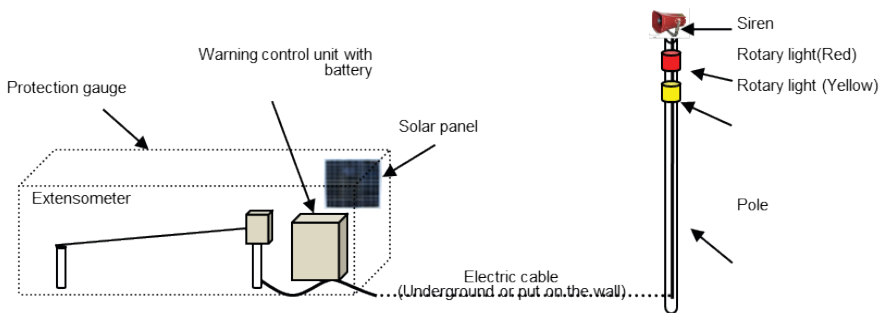 Siren
Warning control unit with
battery
Rotary light(Red)
Rotary light (Yellow)
Protection gauge
Solar panel
Extensometer
Pole
Electric cable
(Underground or put on the wall)